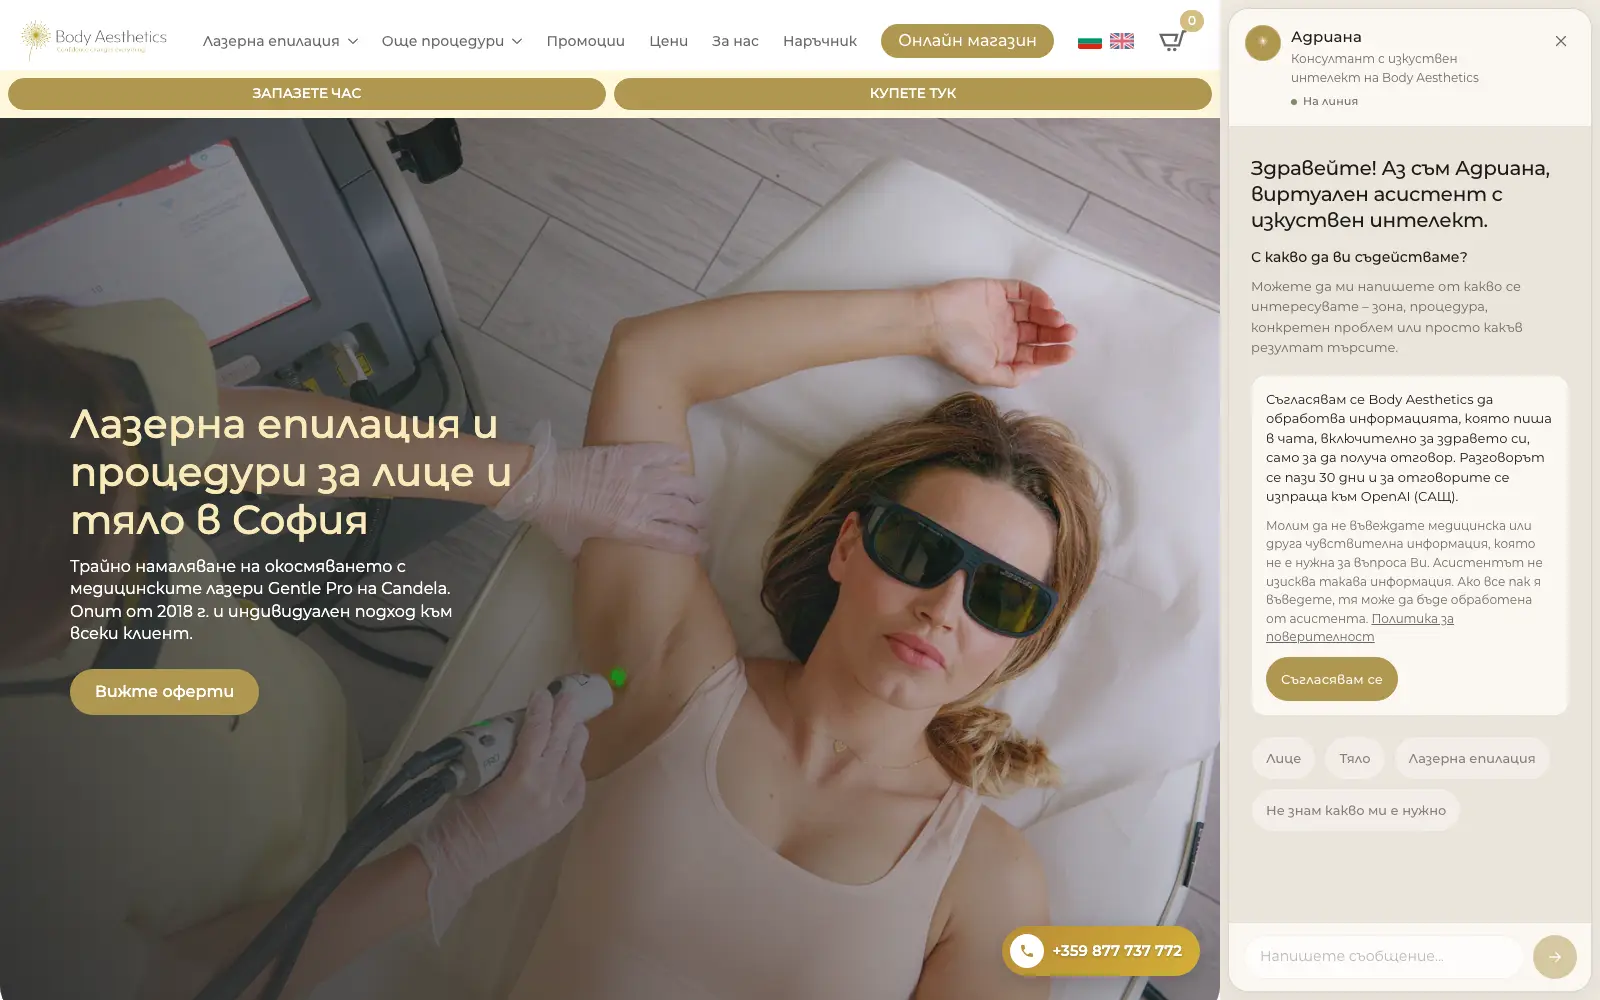 Body Aesthetics
Лазерна епилация
Още процедури
Промоции
Цени
За нас
Наръчник
Онлайн магазин
0
ЗАПАЗЕТЕ ЧАС
КУПЕТЕ ТУК
Лазерна епилация и
процедури за лице и
тяло в София
Трайно намаляване на окосмяването с
медицинските лазери Gentle Pro на Candela.
Опит от 2018 г. и индивидуален подход към
всеки клиент.
Вижте оферти
+359 877 737 772
Адриана
Консултант с изкуствен
интелект на Body Aesthetics
На линия
Здравейте! Аз съм Адриана,
виртуален асистент с
изкуствен интелект.
С какво да ви съдействаме?
Можете да ми напишете от какво се
интересувате – зона, процедура,
конкретен проблем или просто какъв
резултат търсите.
Съгласявам се Body Aesthetics да
обработва информацията, която пиша
в чата, включително за здравето си,
само за да получа отговор. Разговорът
се пази 30 дни и за отговорите се
изпраща към OpenAI (САЩ).
Молим да не въвеждате медицинска или
друга чувствителна информация, която
не е нужна за въпроса Ви. Асистентът не
изисква такава информация. Ако все пак я
въведете, тя може да бъде обработена
от асистента. Политика за
поверителност
Съгласявам се
Лице
Тяло
Лазерна епилация
Не знам какво ми е нужно
Напишете съобщение...